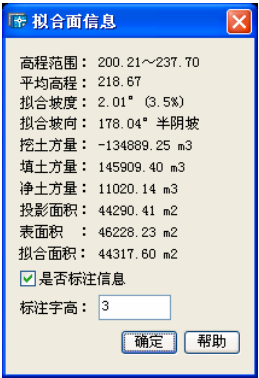 拟合面信息
高程范围：200.21～237.70
平均高程：218.67
拟合坡度：2.01°(3.5%)
拟合坡向：178.04°半阴坡
挖土方量：-134889.25 m3
填土方量：145909.40 m3
净土方量：11020.14 m3
投影面积：44290.41 m2
表面积：46228.23 m2
拟合面积：44317.60 m2
是否标注信息
标注字高：3
确定 帮助